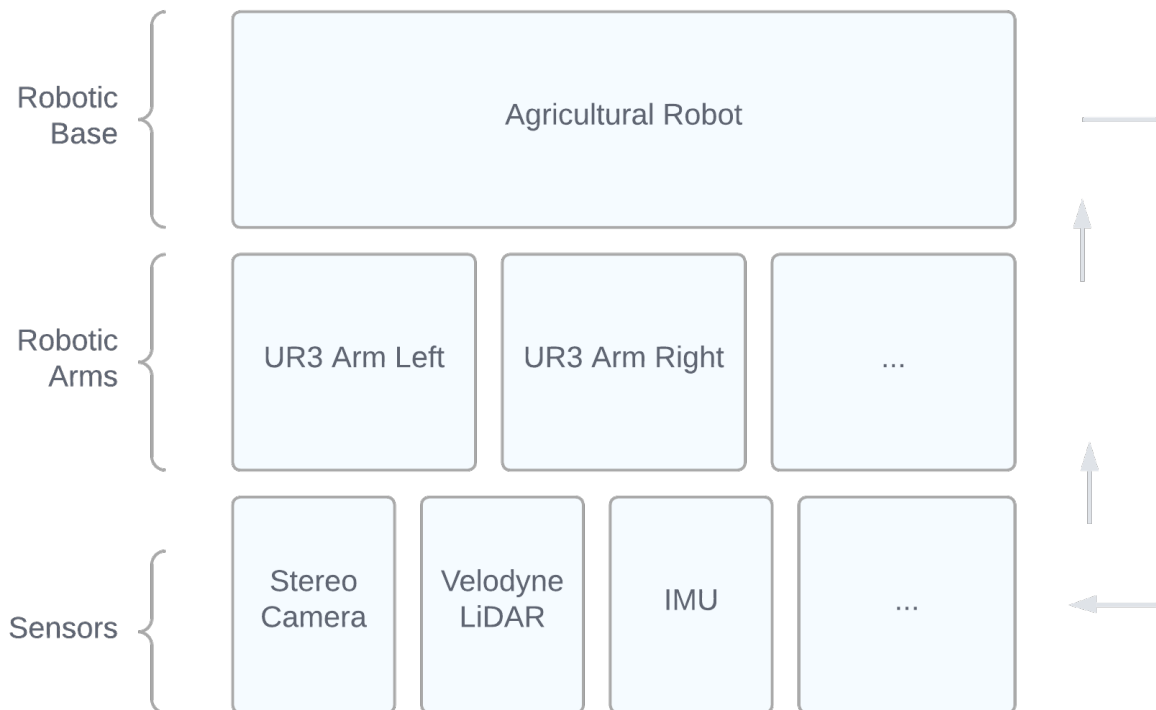 Robotic
Base
Agricultural Robot
Robotic
Arms
UR3 Arm Left
UR3 Arm Right
...
Sensors
Stereo
Camera
Velodyne
LiDAR
IMU
...